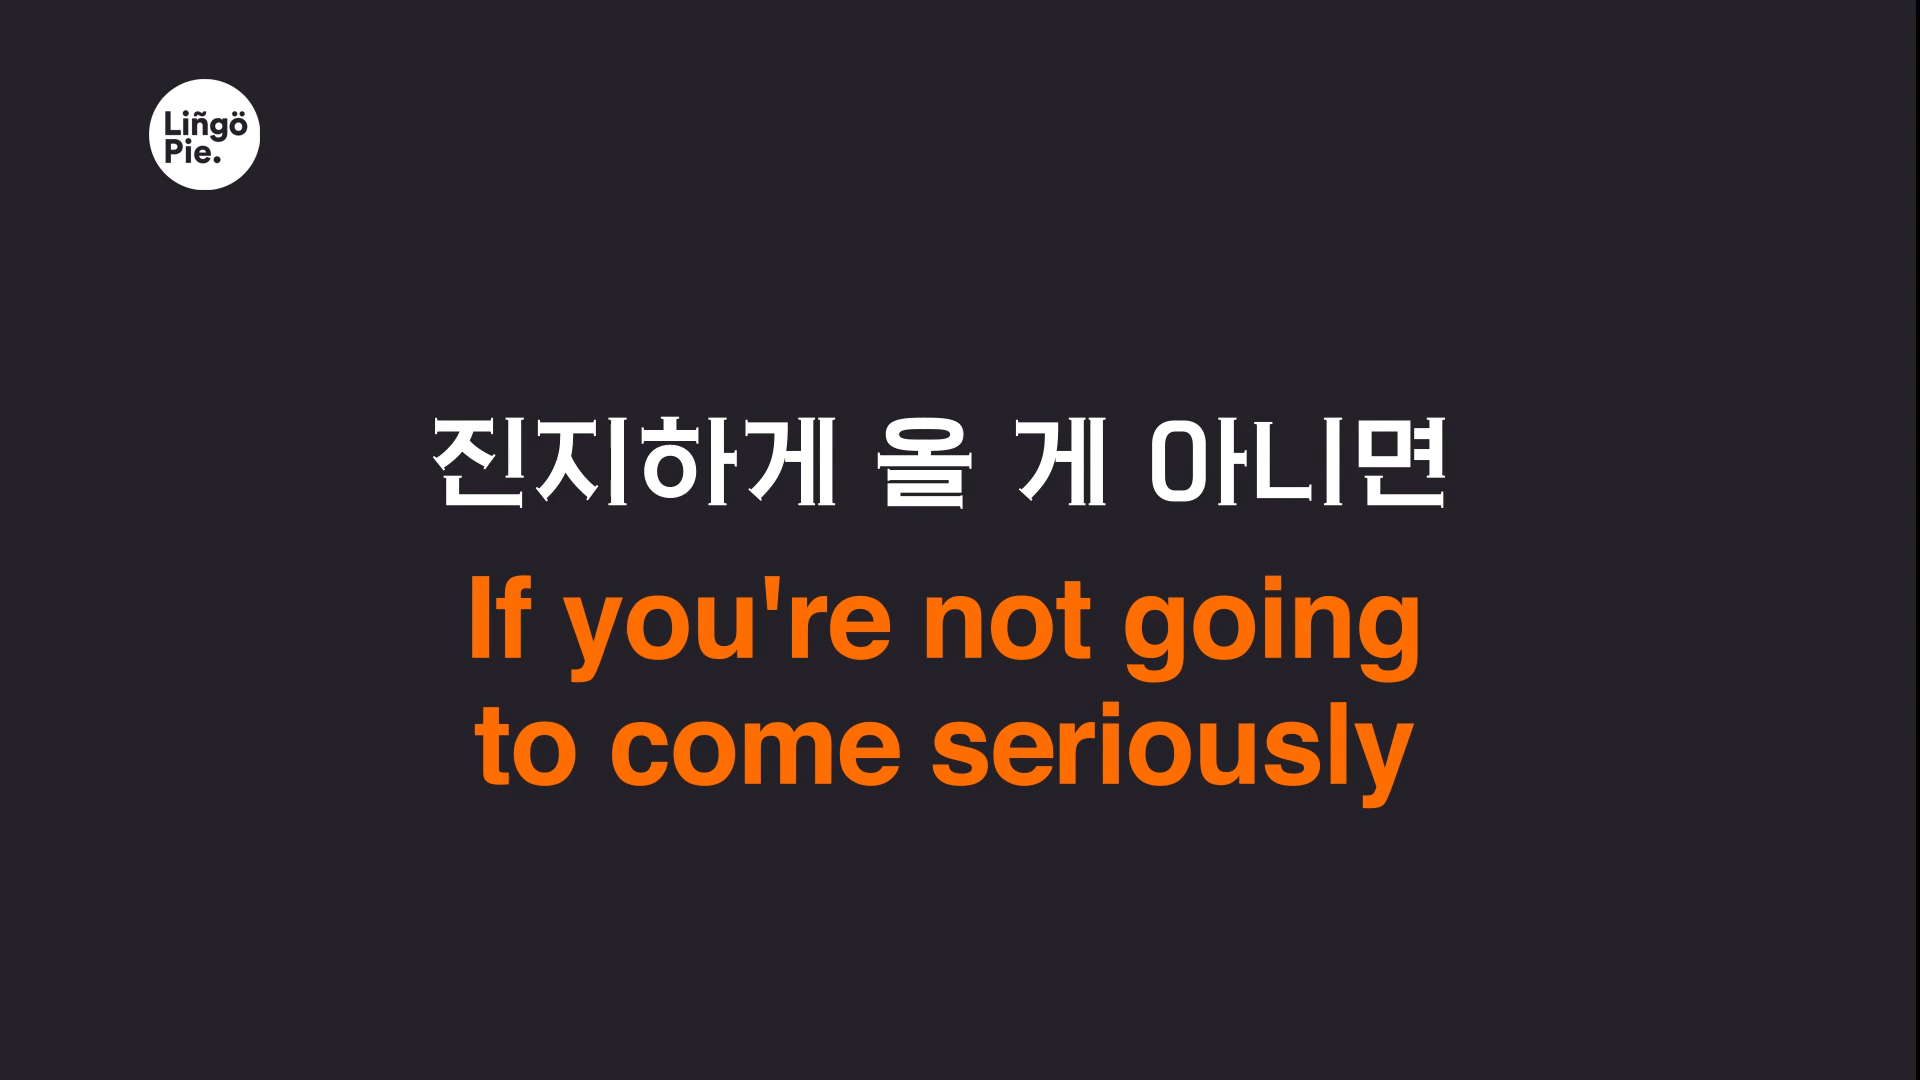 Liñgö
Pie.
진지하게 올 게 아니면
If you're not going
to come seriously